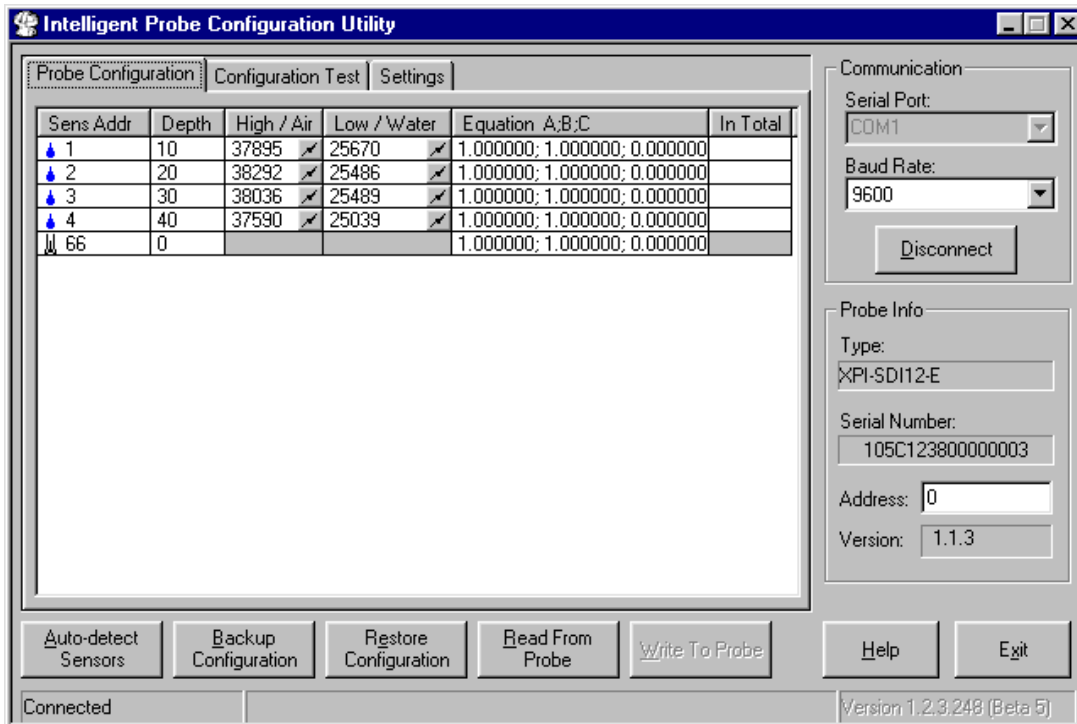 Intelligent Probe Configuration Utility
Probe Configuration Configuration Test Settings
Sens Addr Depth High / Air Low / Water Equation A;B;C In Total
1 10 37895 25670 1.000000; 1.000000; 0.000000
2 20 38292 25486 1.000000; 1.000000; 0.000000
3 30 38036 25489 1.000000; 1.000000; 0.000000
4 40 37590 25039 1.000000; 1.000000; 0.000000
66 0 1.000000; 1.000000; 0.000000
Communication
Serial Port:
COM1
Baud Rate:
9600
Disconnect
Probe Info
Type:
XPI-SDI12-E
Serial Number:
105C123800000003
Address: 0
Version: 1.1.3
Auto-detect Sensors
Backup Configuration
Restore Configuration
Read From Probe
Write To Probe
Help
Exit
Connected
Version 1.2.3.248 (Beta 5)